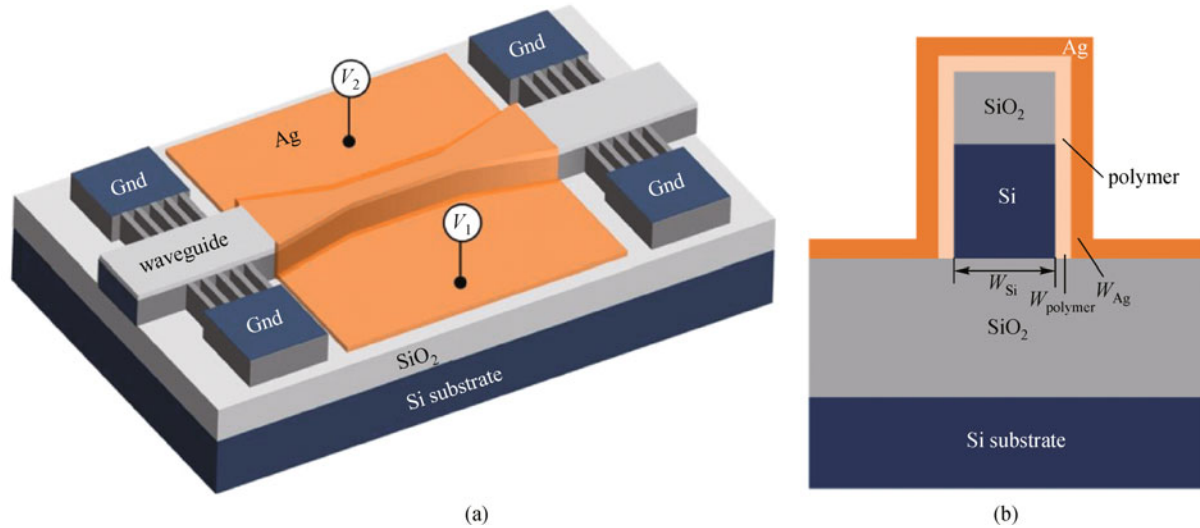 Gnd
V2
Ag
Gnd
Gnd
V1
waveguide
Gnd
SiO2
Si substrate
(a)
Ag
SiO2
polymer
Si
WSi
Wpolymer
WAg
SiO2
Si substrate
(b)